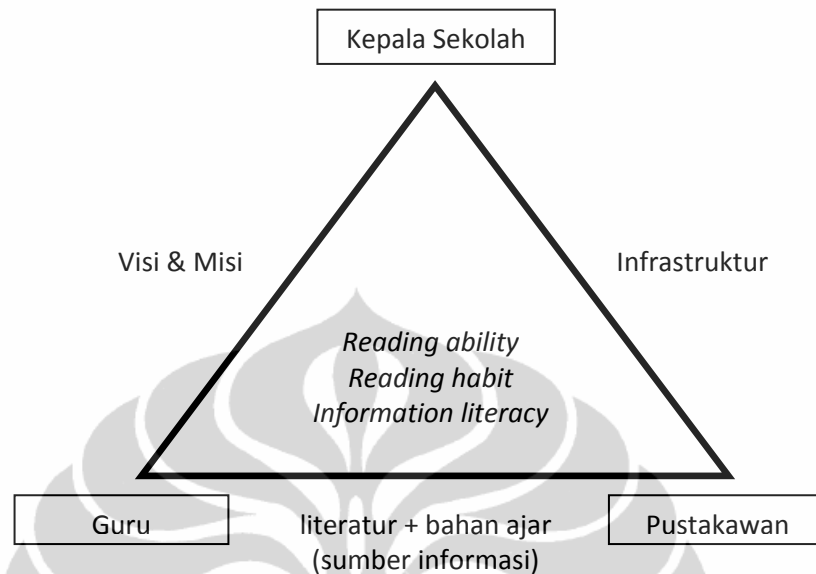 Kepala Sekolah
Visi & Misi
Infrastruktur
Reading ability
Reading habit
Information literacy
Guru
literatur + bahan ajar
(sumber informasi)
Pustakawan